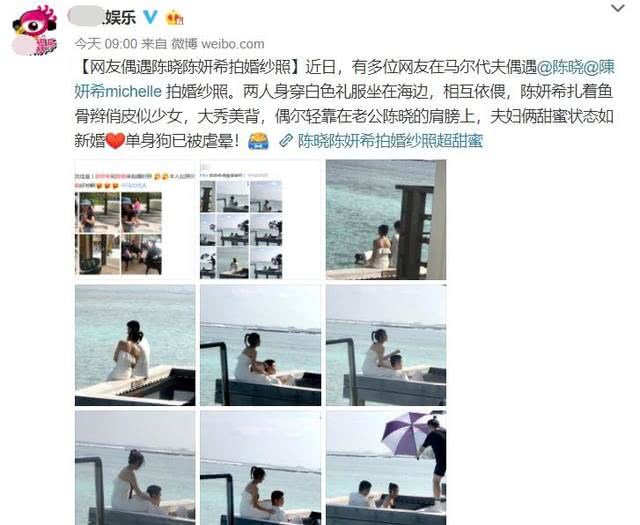 娱乐
今天 09:00 来自 微博 weibo.com
【网友偶遇陈晓陈妍希拍婚纱照】近日，有多位网友在马尔代夫偶遇@陈晓@陳
妍希michelle 拍婚纱照。两人身穿白色礼服坐在海边，相互依偎，陈妍希扎着鱼
骨辫俏皮似少女，大秀美背，偶尔轻靠在老公陈晓的肩膀上，夫妇俩甜蜜状态如
新婚❤单身狗已被虐晕！ 陈晓陈妍希拍婚纱照超甜蜜